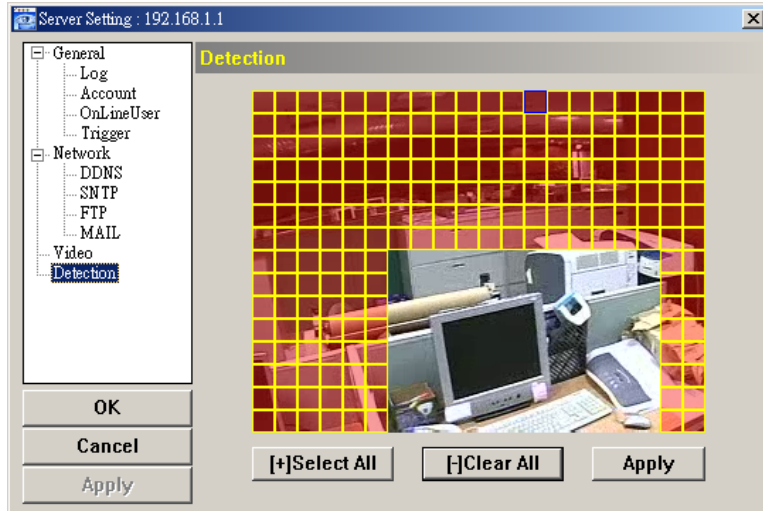 Server Setting : 192.168.1.1
General
Log
Account
OnLineUser
Trigger
Network
DDNS
SNTP
FTP
MAIL
Video
Detection
OK
Cancel
Apply
Detection
[+]Select All
[-]Clear All
Apply